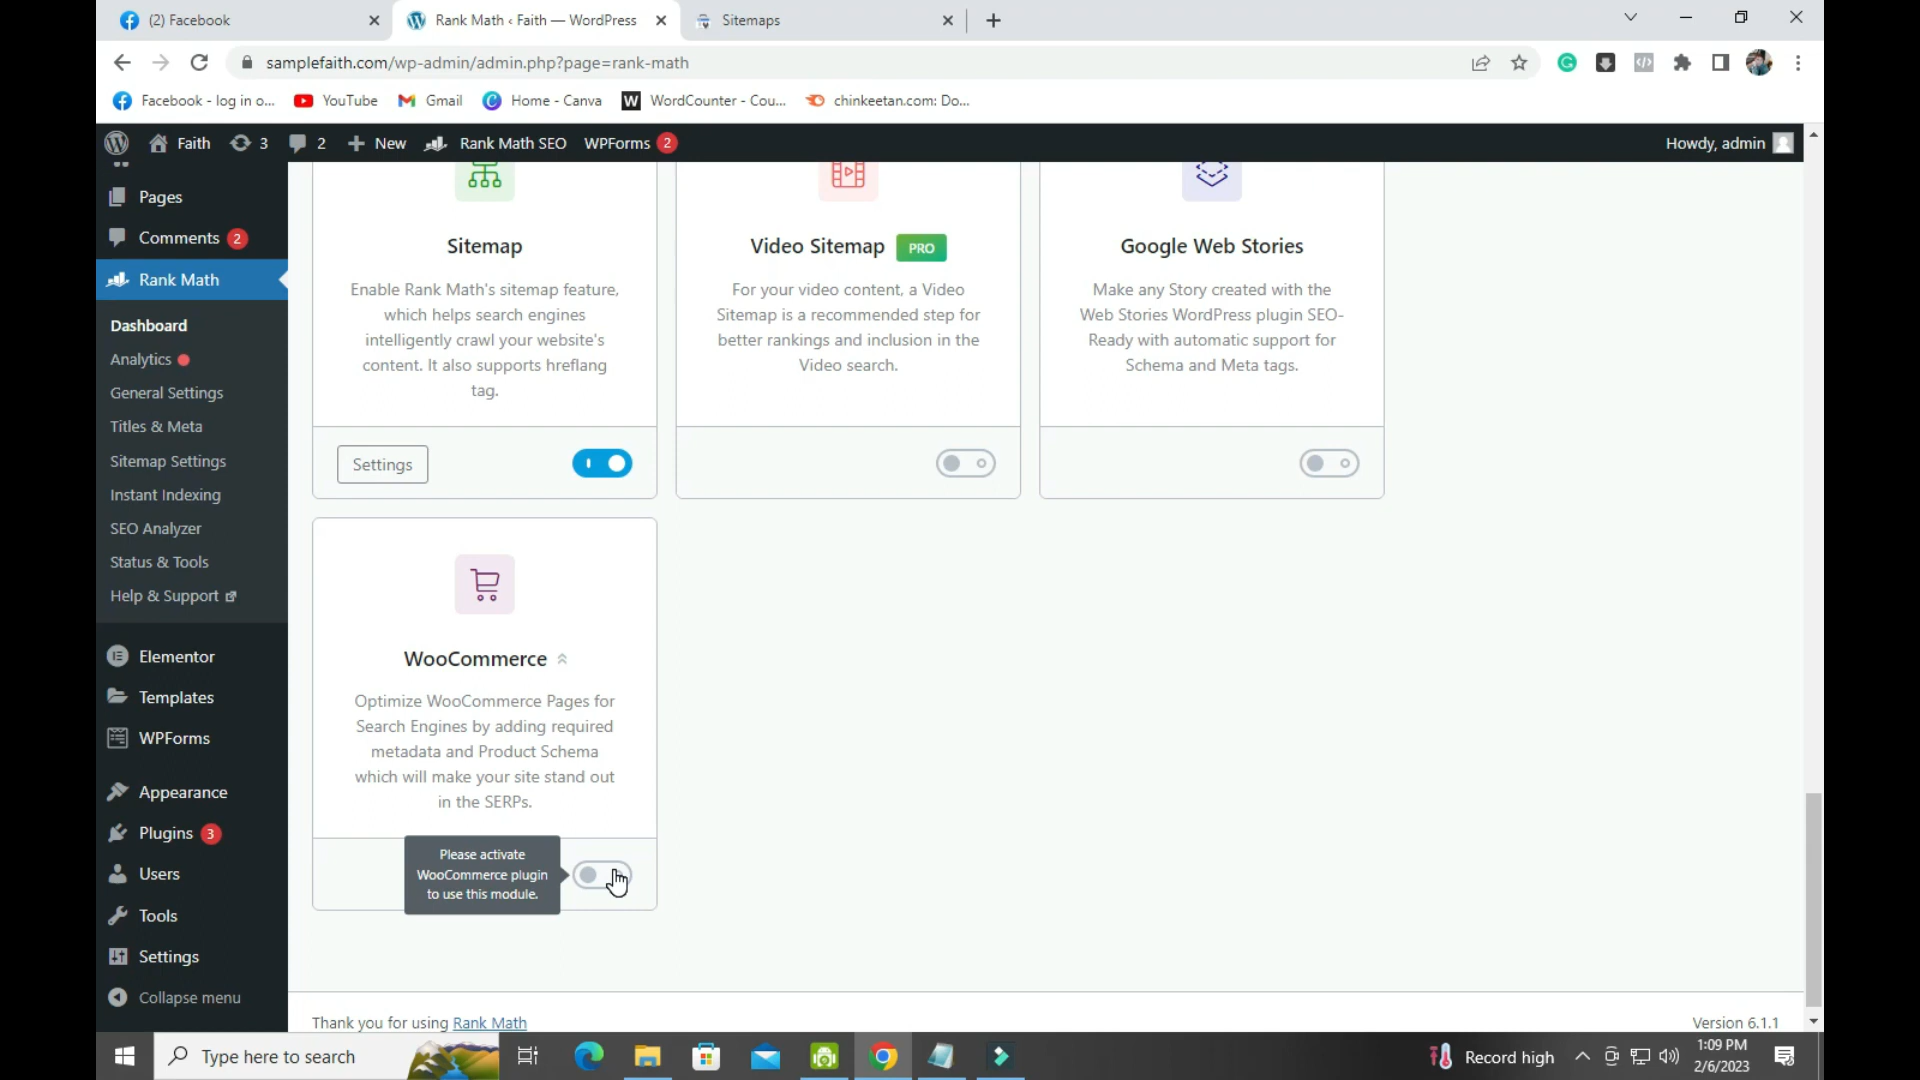 (2) Facebook
Rank Math ‹ Faith — WordPress
Sitemaps
samplefaith.com/wp-admin/admin.php?page=rank-math
Facebook - log in o...
YouTube
Gmail
Home - Canva
WordCounter - Cou...
chinkeetan.com: Do...
Faith
3
2
New
Rank Math SEO
WPForms 2
Howdy, admin
Pages
Comments 2
Rank Math
Dashboard
Analytics
General Settings
Titles & Meta
Sitemap Settings
Instant Indexing
SEO Analyzer
Status & Tools
Help & Support
Elementor
Templates
WPForms
Appearance
Plugins 3
Users
Tools
Settings
Collapse menu
Sitemap
Enable Rank Math's sitemap feature,
which helps search engines
intelligently crawl your website's
content. It also supports hreflang
tag.
Settings
Video Sitemap PRO
For your video content, a Video
Sitemap is a recommended step for
better rankings and inclusion in the
Video search.
Google Web Stories
Make any Story created with the
Web Stories WordPress plugin SEO-
Ready with automatic support for
Schema and Meta tags.
WooCommerce
Optimize WooCommerce Pages for
Search Engines by adding required
metadata and Product Schema
which will make your site stand out
in the SERPs.
Please activate
WooCommerce plugin
to use this module.
Thank you for using Rank Math
Version 6.1.1
Type here to search
Record high
1:09 PM
2/6/2023